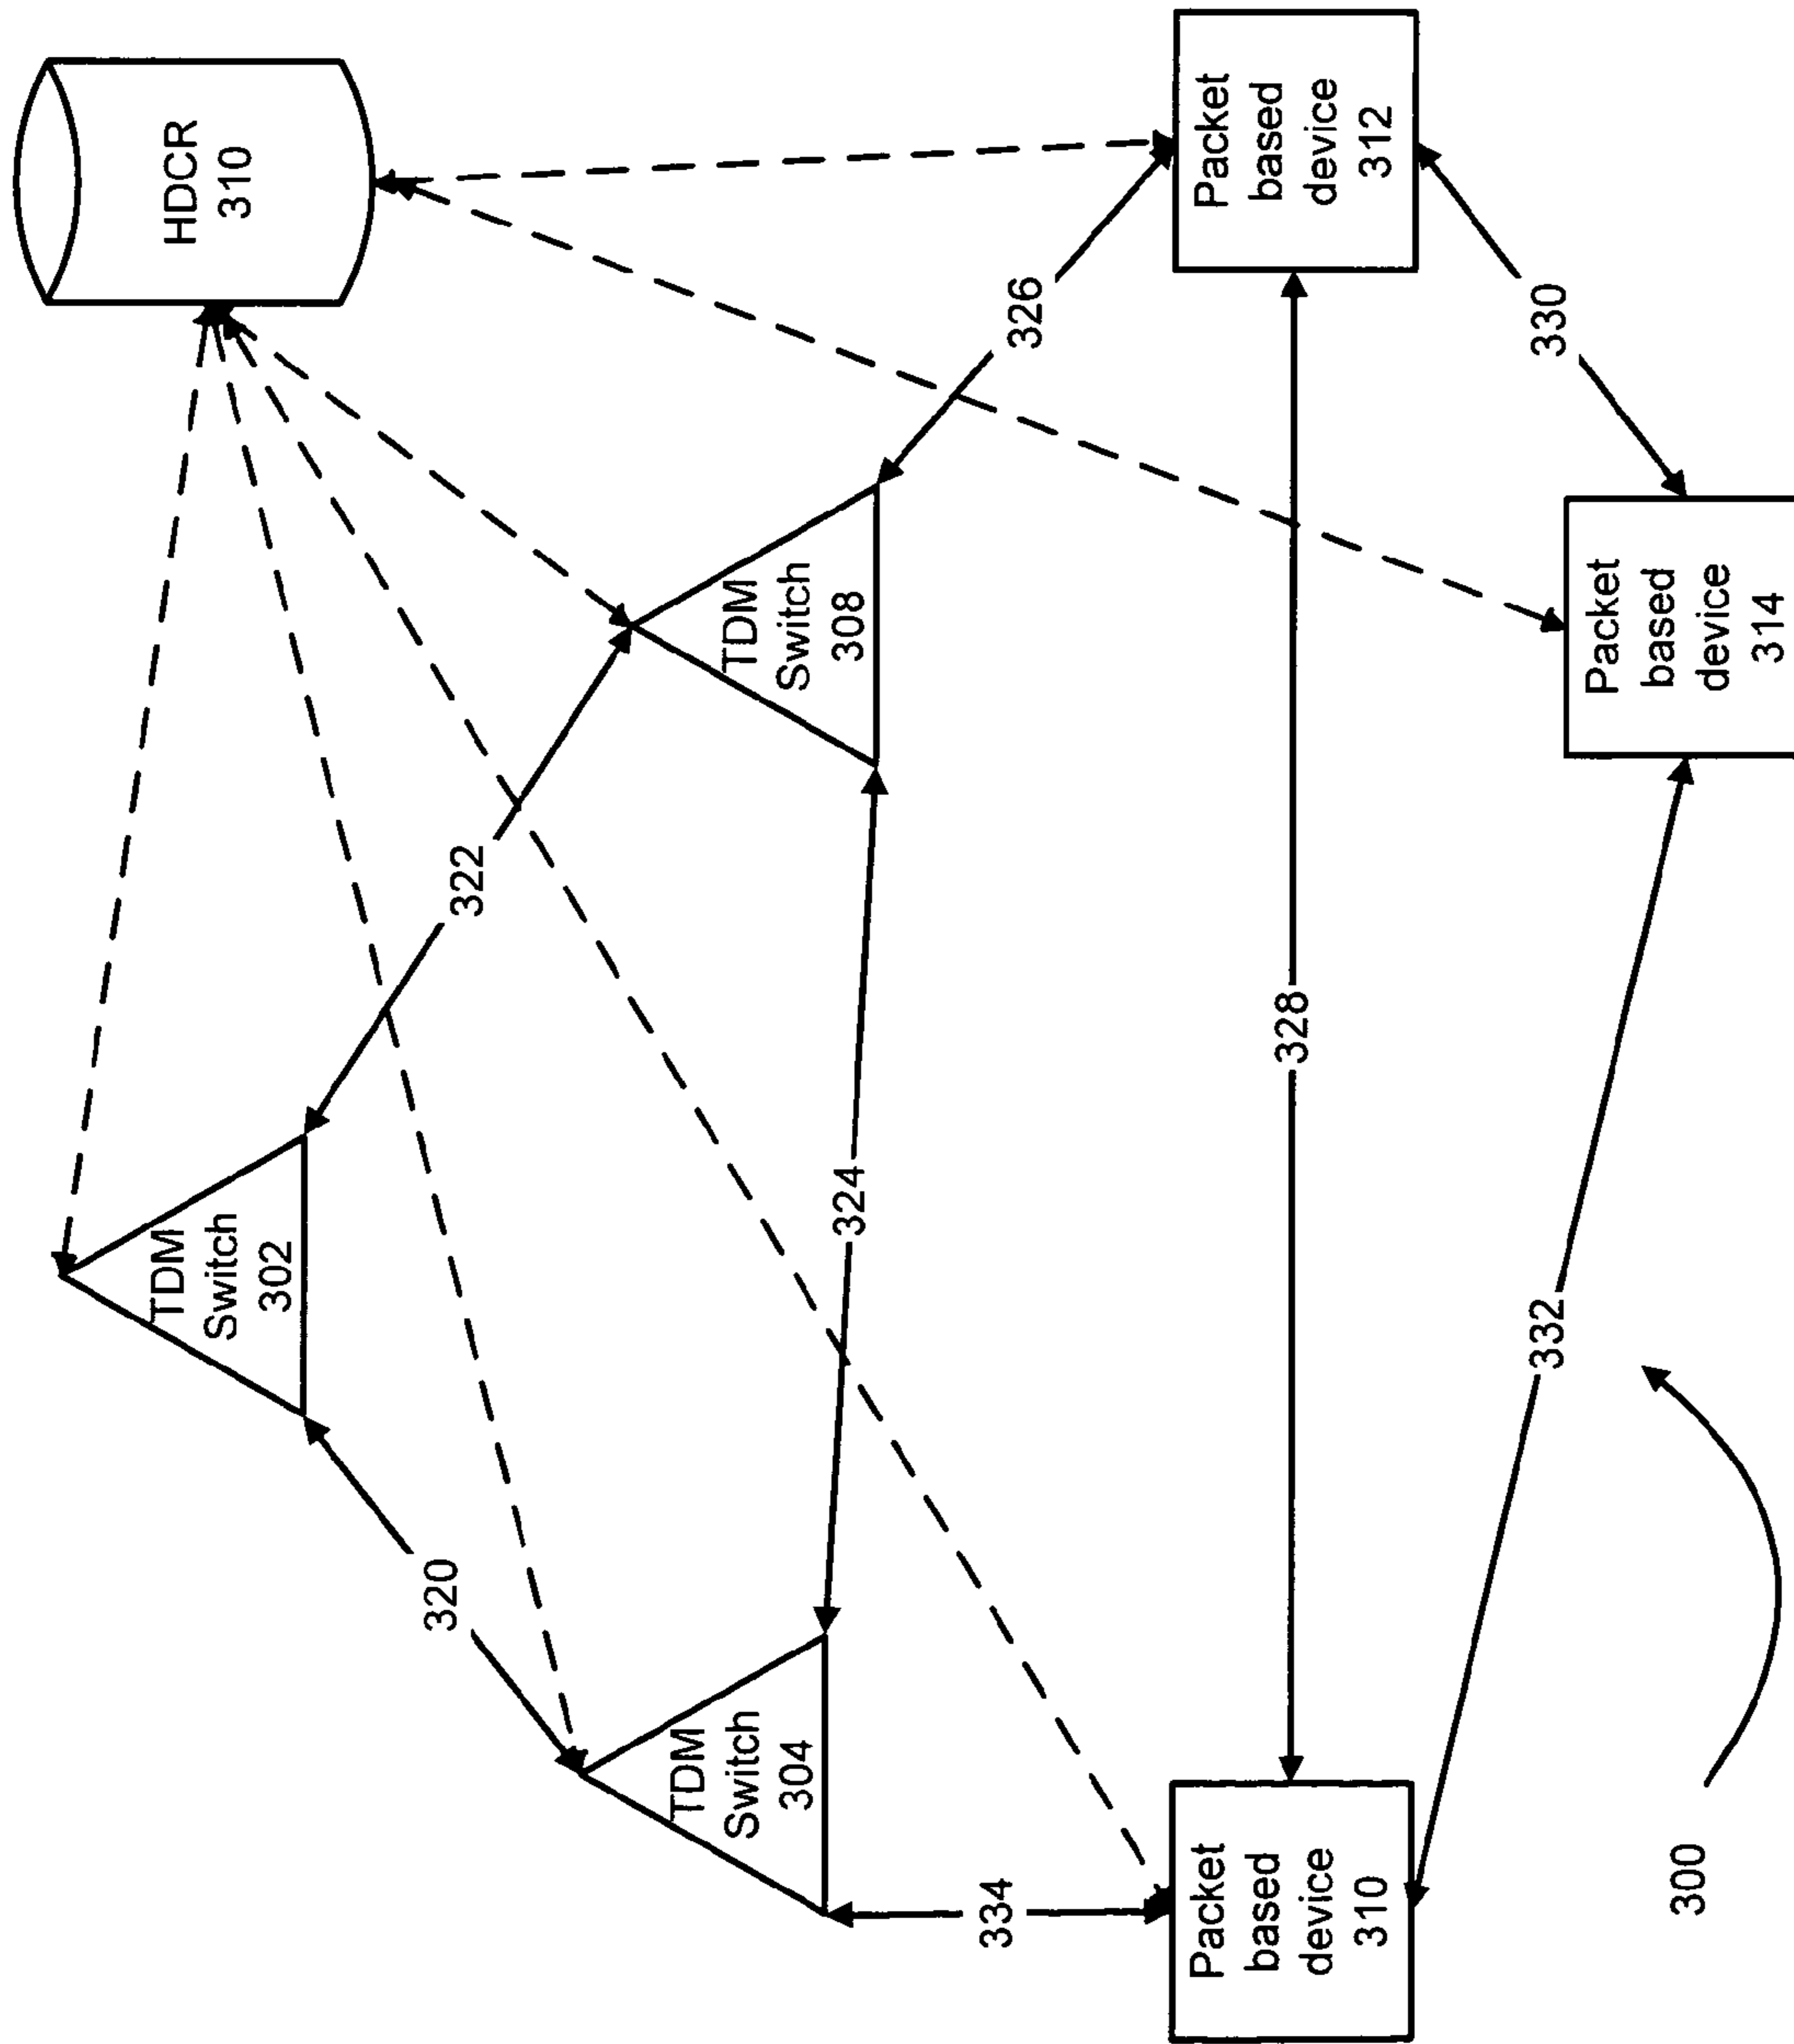 HDCR
310
TDM
Switch
302
322
320
TDM
Switch
308
326
TDM
Switch
304
324
334
328
Packet
based
device
312
Packet
based
device
310
330
332
Packet
based
device
314
300